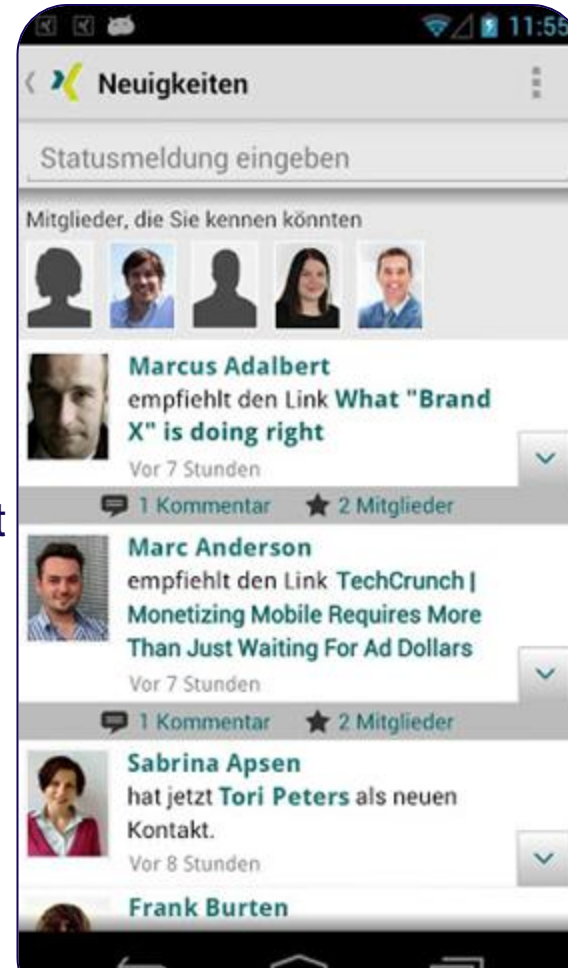 11:55
Neuigkeiten
Statusmeldung eingeben
Mitglieder, die Sie kennen könnten
Marcus Adalbert
empfiehlt den Link What "Brand
X" is doing right
Vor 7 Stunden
1 Kommentar 2 Mitglieder
t
Marc Anderson
empfiehlt den Link TechCrunch |
Monetizing Mobile Requires More
Than Just Waiting For Ad Dollars
Vor 7 Stunden
1 Kommentar 2 Mitglieder
Sabrina Apsen
hat jetzt Tori Peters als neuen
Kontakt.
Vor 8 Stunden
Frank Burten